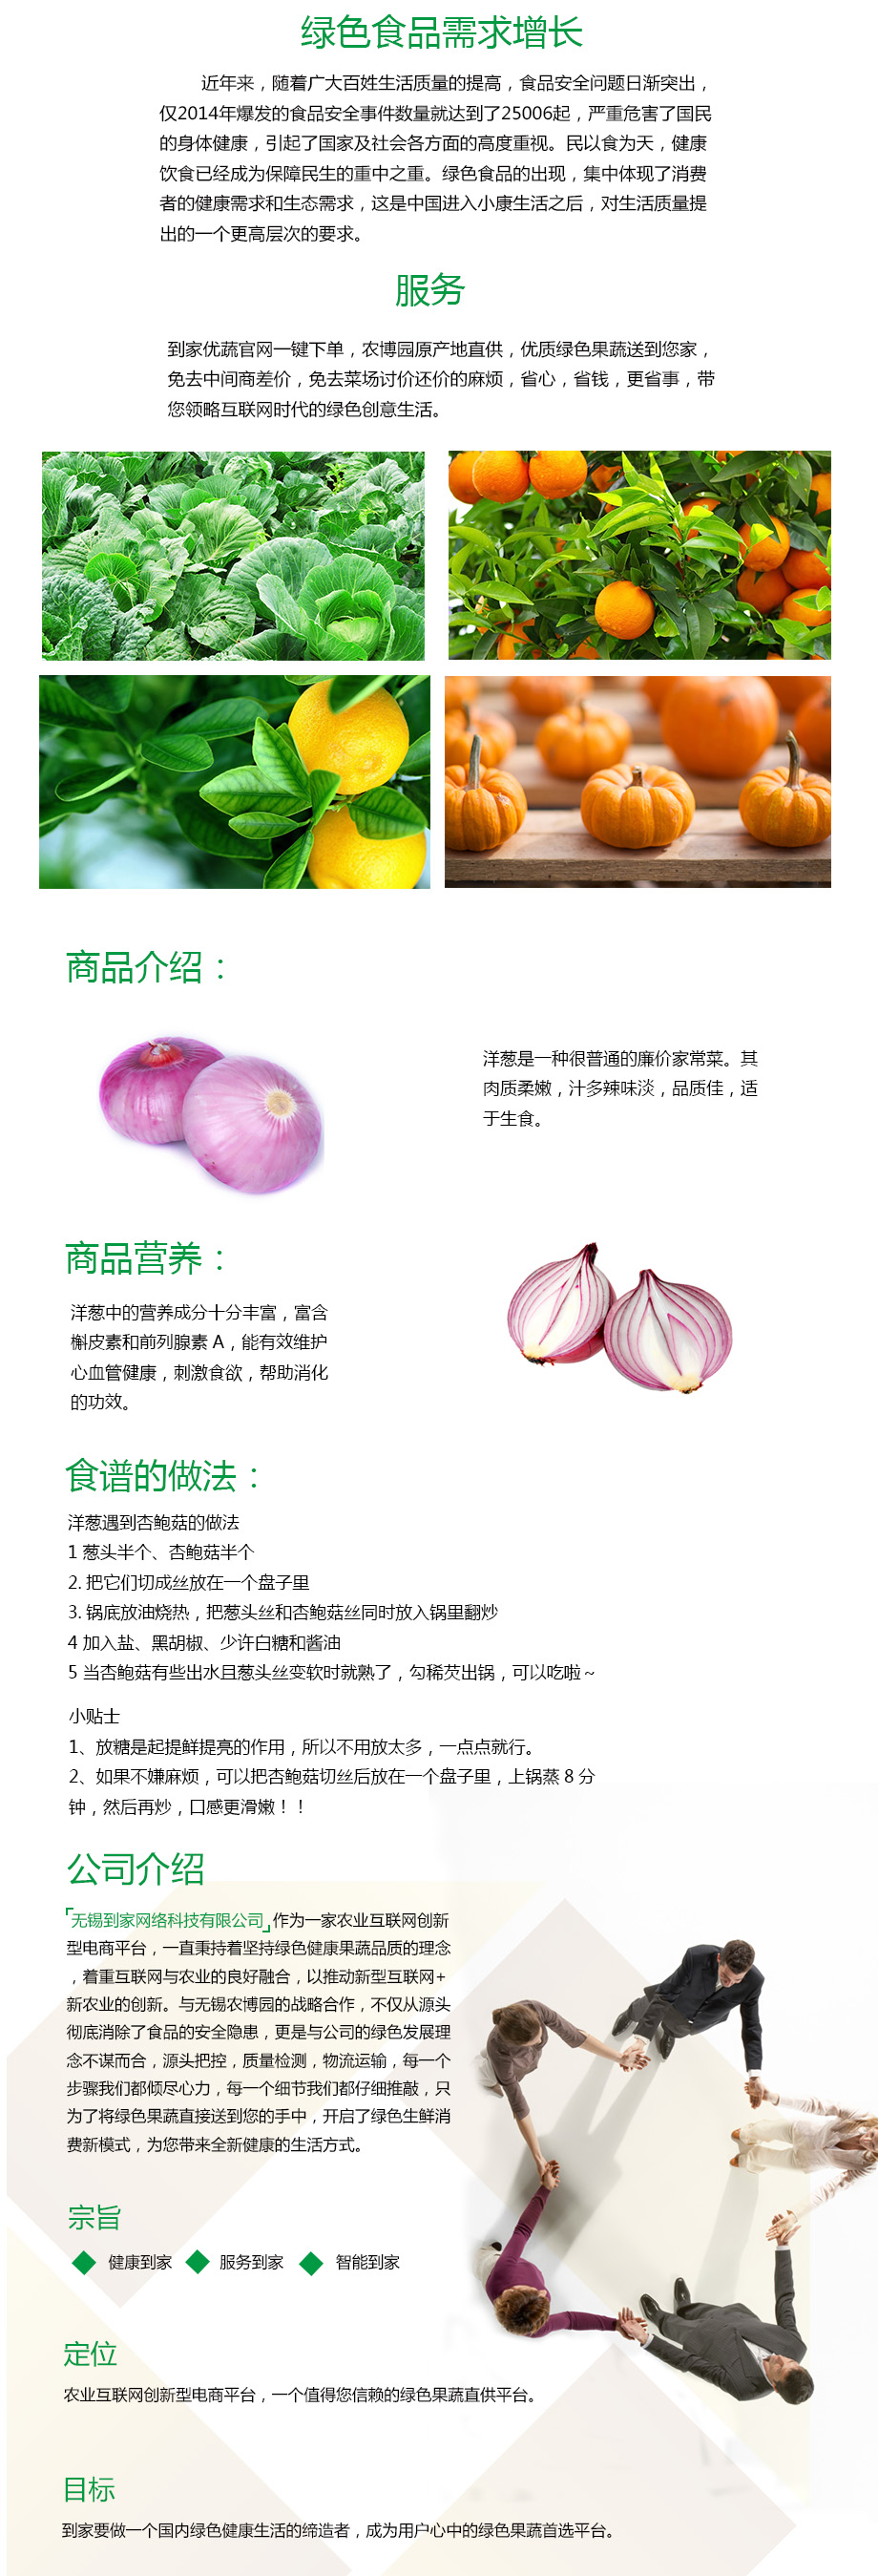 绿色食品需求增长
近年来，随着广大百姓生活质量的提高，食品安全问题日渐突出，
仅2014年爆发的食品安全事件数量就达到了25006起，严重危害了国民
的身体健康，引起了国家及社会各方面的高度重视。民以食为天，健康
饮食已经成为保障民生的重中之重。绿色食品的出现，集中体现了消费
者的健康需求和生态需求，这是中国进入小康生活之后，对生活质量提
出的一个更高层次的要求。
服务
到家优蔬官网一键下单，农博园原产地直供，优质绿色果蔬送到您家，
免去中间商差价，免去菜场讨价还价的麻烦，省心，省钱，更省事，带
您领略互联网时代的绿色创意生活。
商品介绍：
洋葱是一种很普通的廉价家常菜。其
肉质柔嫩，汁多辣味淡，品质佳，适
于生食。
商品营养：
洋葱中的营养成分十分丰富，富含
槲皮素和前列腺素 A，能有效维护
心血管健康，刺激食欲，帮助消化
的功效。
食谱的做法：
洋葱遇到杏鲍菇的做法
1 葱头半个、杏鲍菇半个
2. 把它们切成丝放在一个盘子里
3. 锅底放油烧热，把葱头丝和杏鲍菇丝同时放入锅里翻炒
4 加入盐、黑胡椒、少许白糖和酱油
5 当杏鲍菇有些出水且葱头丝变软时就熟了，勾稀芡出锅，可以吃啦～
小贴士
1、放糖是起提鲜提亮的作用，所以不用放太多，一点点就行。
2、如果不嫌麻烦，可以把杏鲍菇切丝后放在一个盘子里，上锅蒸 8 分
钟，然后再炒，口感更滑嫩！！
公司介绍
「无锡到家网络科技有限公司」作为一家农业互联网创新
型电商平台，一直秉持着坚持绿色健康果蔬品质的理念
，着重互联网与农业的良好融合，以推动新型互联网+
新农业的创新。与无锡农博园的战略合作，不仅从源头
彻底消除了食品的安全隐患，更是与公司的绿色发展理
念不谋而合，源头把控，质量检测，物流运输，每一个
步骤我们都倾尽心力，每一个细节我们都仔细推敲，只
为了将绿色果蔬直接送到您的手中，开启了绿色生鲜消
费新模式，为您带来全新健康的生活方式。
宗旨
◆ 健康到家 ◆ 服务到家 ◆ 智能到家
定位
农业互联网创新型电商平台，一个值得您信赖的绿色果蔬直供平台。
目标
到家要做一个国内绿色健康生活的缔造者，成为用户心中的绿色果蔬首选平台。